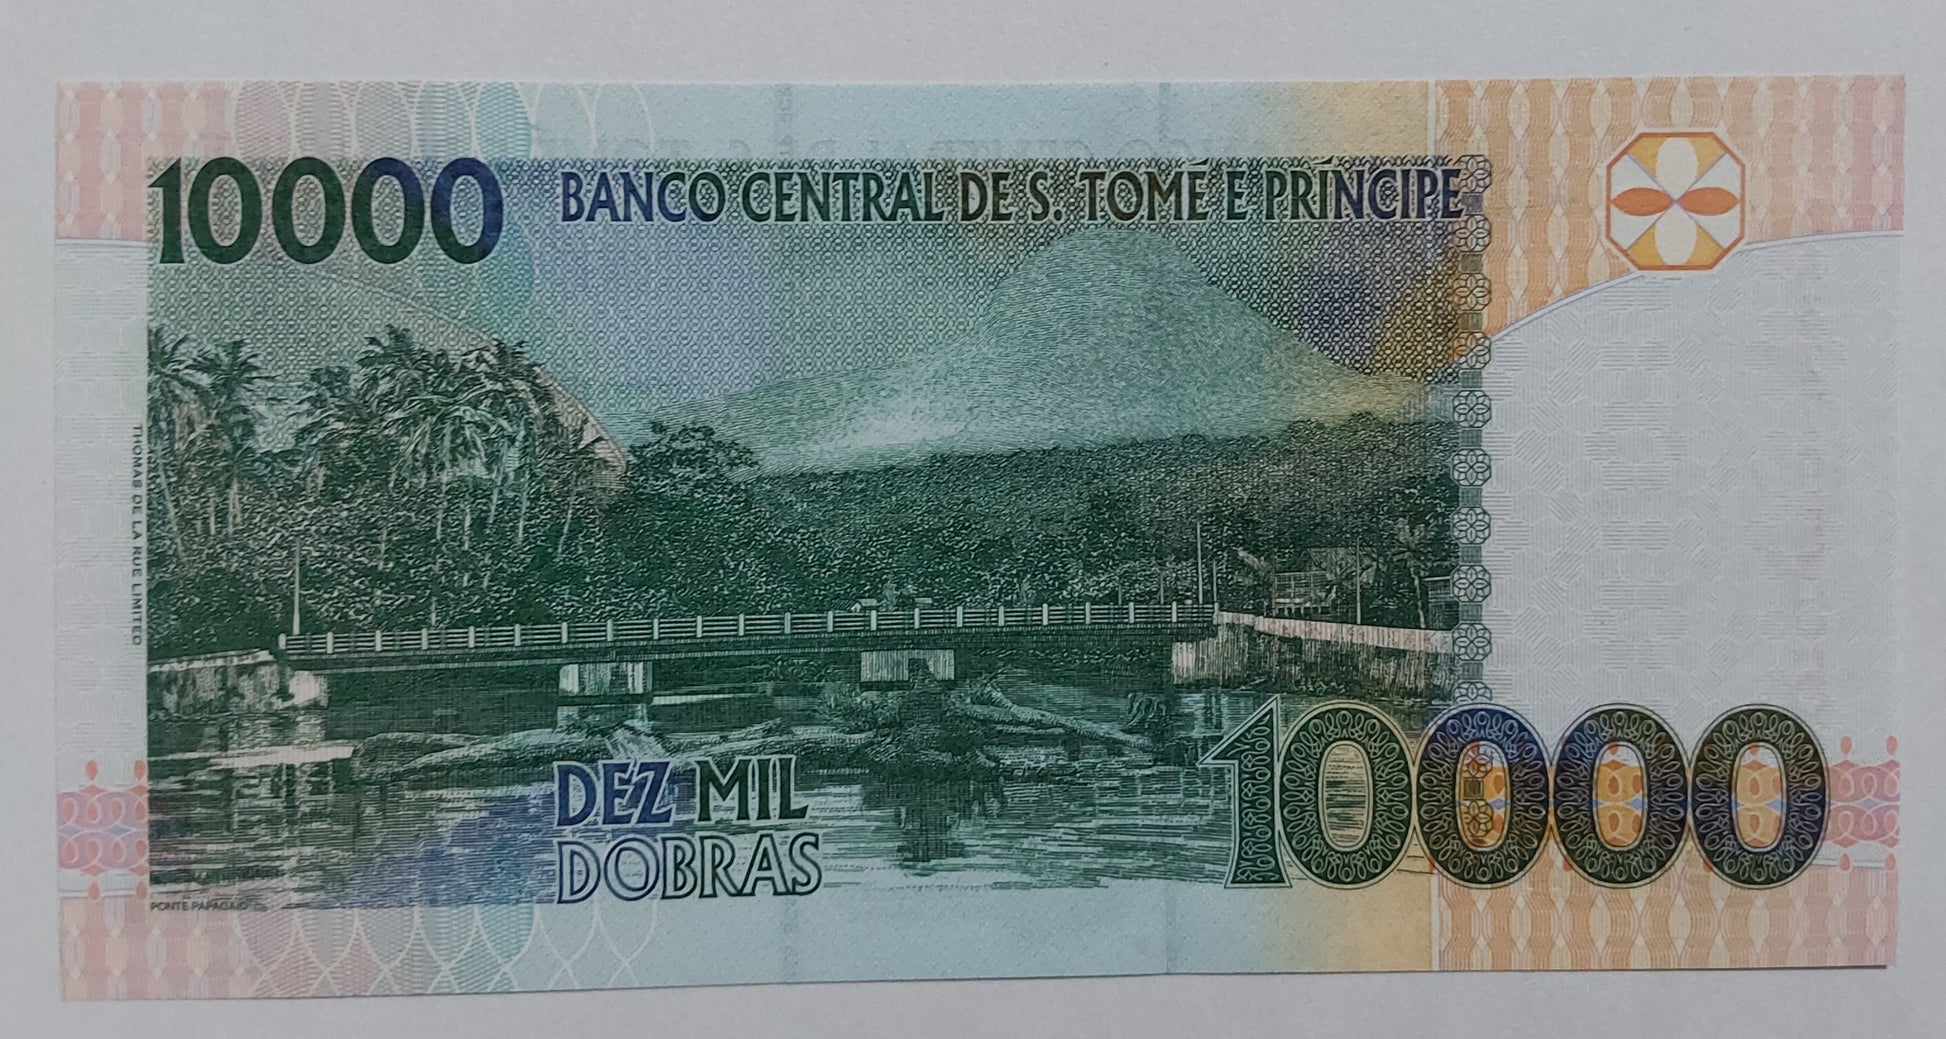 10000
BANCO CENTRAL DE S. TOMÉ E PRÍNCIPE
THOMAS DE LA RUE LIMITED
DEZ MIL
DOBRAS
10000
PONTE PAPAGAIO